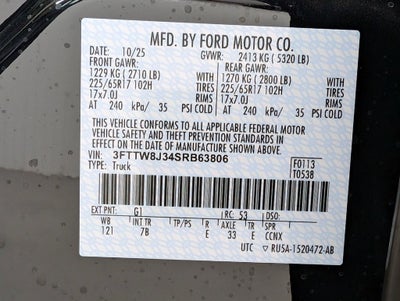 MFD. BY FORD MOTOR CO.
DATE: 10/25 GVWR: 2413 KG ( 5320 LB)
FRONT GAWR: REAR GAWR:
1229 KG ( 2710 LB) 1270 KG ( 2800 LB)
225/65R17 102H TIRES 225/65R17 102H TIRES
17x7.0J RIMS 17x7.0J RIMS
AT 240 kPa/ 35 PSI COLD AT 240 kPa/ 35 PSI COLD
THIS VEHICLE CONFORMS TO ALL APPLICABLE FEDERAL MOTOR
VEHICLE SAFETY AND THEFT PREVENTION STANDARDS IN
EFFECT ON THE DATE OF MANUFACTURE SHOWN ABOVE.
VIN: 3FTTW8J34SRB63806
TYPE: Truck
F0113
T0538
EXT PNT: G1 RC: 53 DSO:
WB INT TR TP/PS R AXLE TR SPR
121 7B E 33 E CCNX
UTC RU5A-1520472-AB